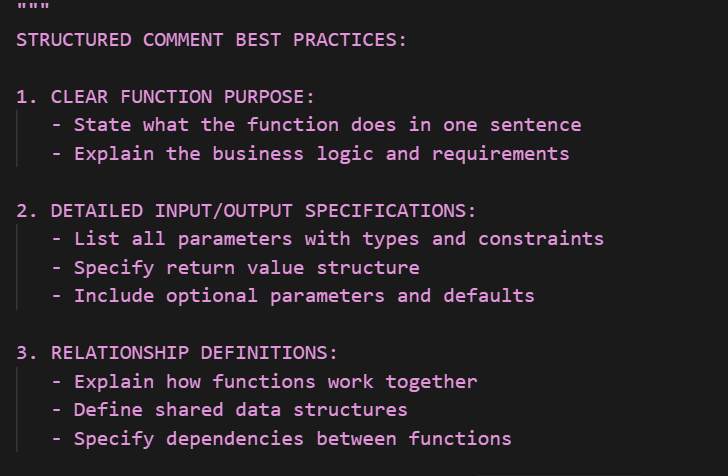 """
STRUCTURED COMMENT BEST PRACTICES:
1. CLEAR FUNCTION PURPOSE:
- State what the function does in one sentence
- Explain the business logic and requirements
2. DETAILED INPUT/OUTPUT SPECIFICATIONS:
- List all parameters with types and constraints
- Specify return value structure
- Include optional parameters and defaults
3. RELATIONSHIP DEFINITIONS:
- Explain how functions work together
- Define shared data structures
- Specify dependencies between functions